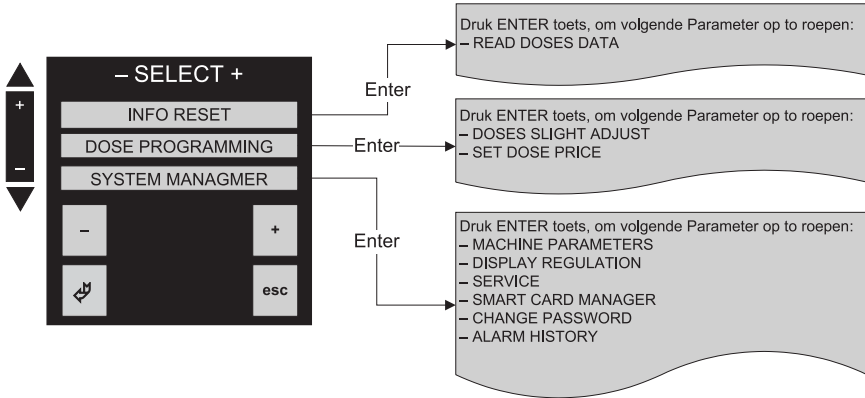 – SELECT +
INFO RESET
DOSE PROGRAMMING
SYSTEM MANAGMER
–
+
esc
+
–
Enter
Enter
Enter
Druk ENTER toets, om volgende Parameter op to roepen:
– READ DOSES DATA
Druk ENTER toets, om volgende Parameter op to roepen:
– DOSES SLIGHT ADJUST
– SET DOSE PRICE
Druk ENTER toets, om volgende Parameter op to roepen:
– MACHINE PARAMETERS
– DISPLAY REGULATION
– SERVICE
– SMART CARD MANAGER
– CHANGE PASSWORD
– ALARM HISTORY